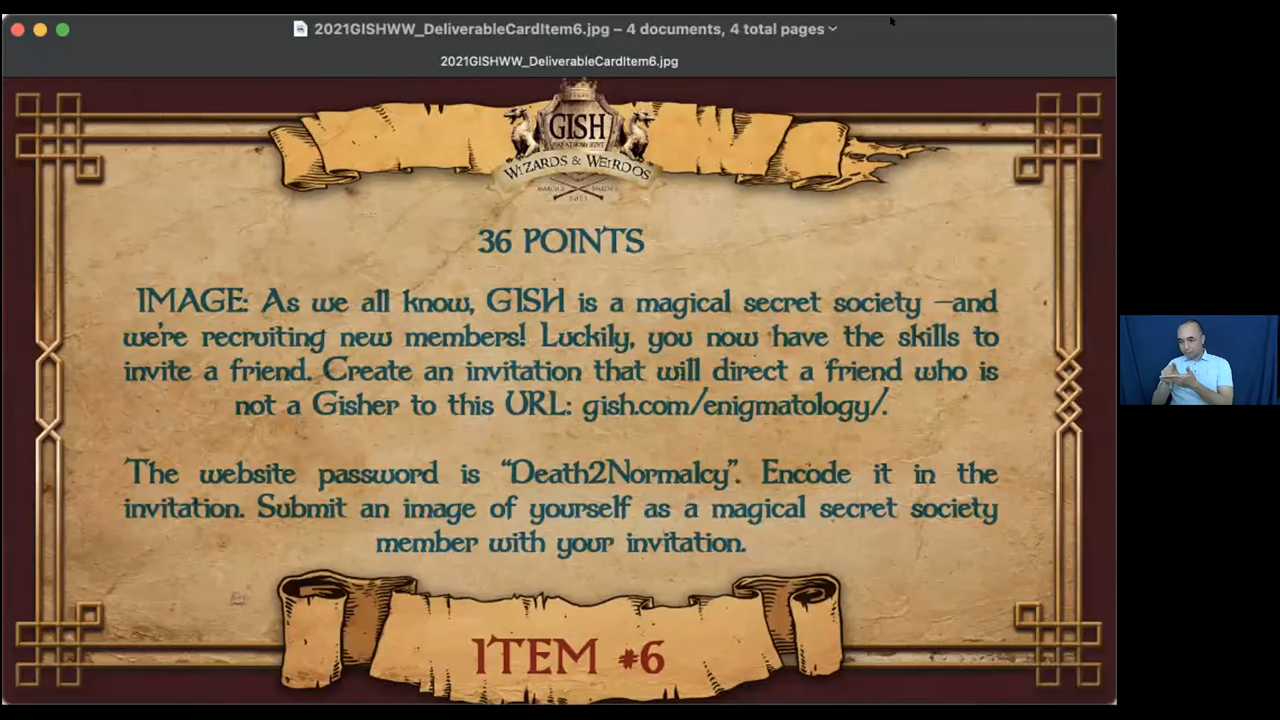 2021GISHWW_DeliverableCardItem6.jpg – 4 documents, 4 total pages
2021GISHWW_DeliverableCardItem6.jpg
GISH
WIZARDS & WEIRDOS
2021
36 POINTS
IMAGE: As we all know, GISH is a magical secret society —and
we're recruiting new members! Luckily, you now have the skills to
invite a friend. Create an invitation that will direct a friend who is
not a Gisher to this URL: gish.com/enigmatology/.
The website password is “Death2Normalcy”. Encode it in the
invitation. Submit an image of yourself as a magical secret society
member with your invitation.
ITEM #6